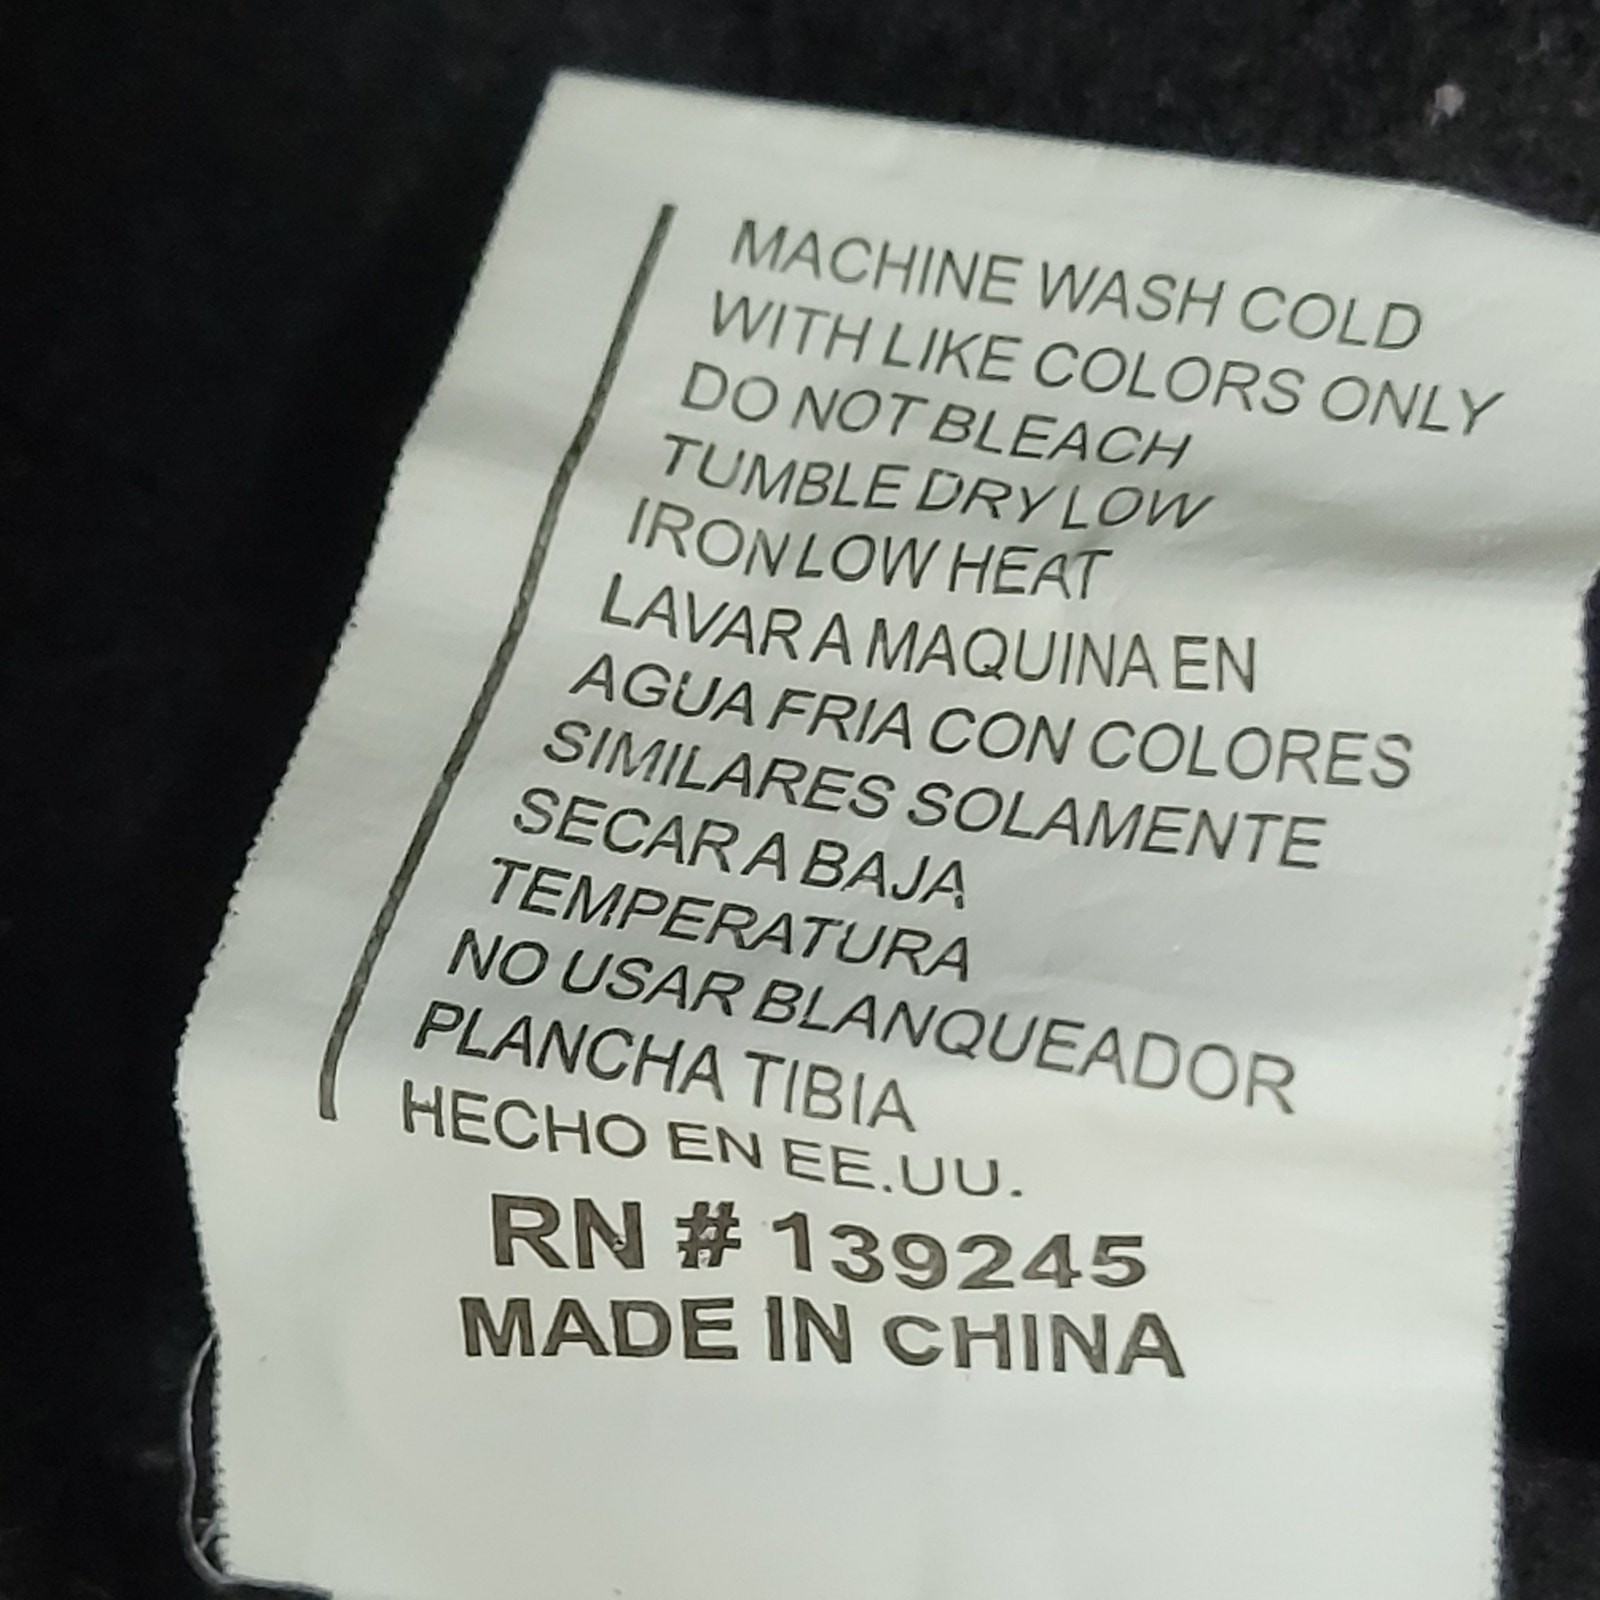 MACHINE WASH COLD
WITH LIKE COLORS ONLY
DO NOT BLEACH
TUMBLE DRY LOW
IRON LOW HEAT
LAVAR A MAQUINA EN
AGUA FRIA CON COLORES
SIMILARES SOLAMENTE
SECAR A BAJA
TEMPERATURA
NO USAR BLANQUEADOR
PLANCHA TIBIA
HECHO EN EE.UU.
RN # 139245
MADE IN CHINA